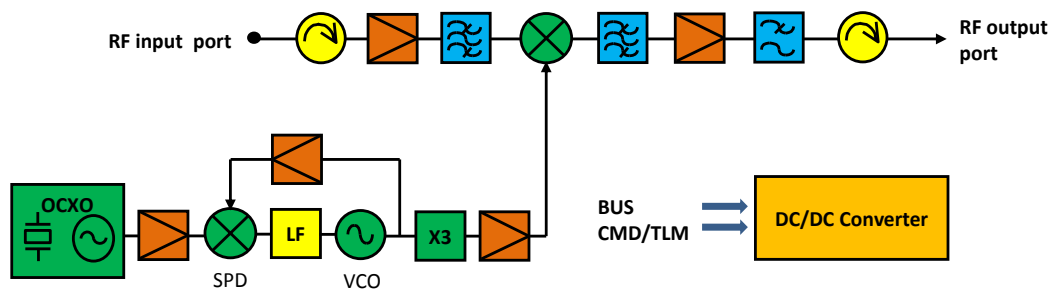 RF input port
RF output
port
OCXO
LF
X3
SPD
VCO
BUS
CMD/TLM
DC/DC Converter